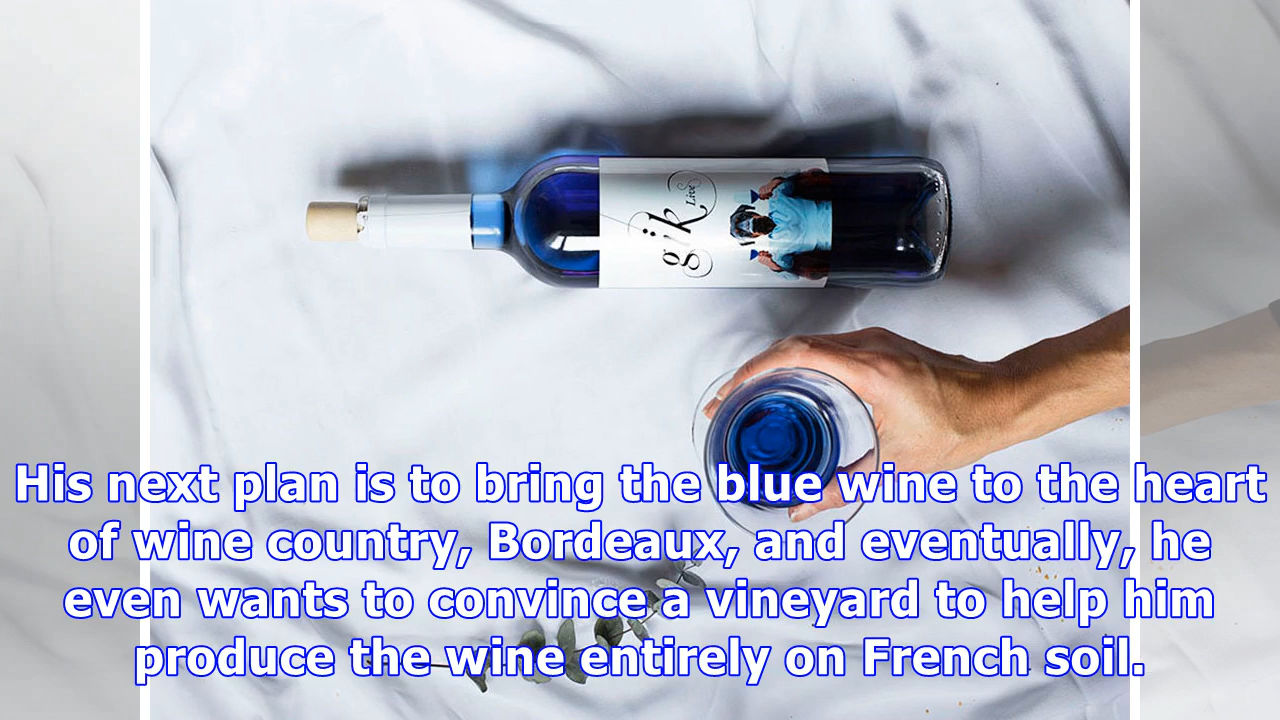 gïk
Live
His next plan is to bring the blue wine to the heart
of wine country, Bordeaux, and eventually, he
even wants to convince a vineyard to help him
produce the wine entirely on French soil.